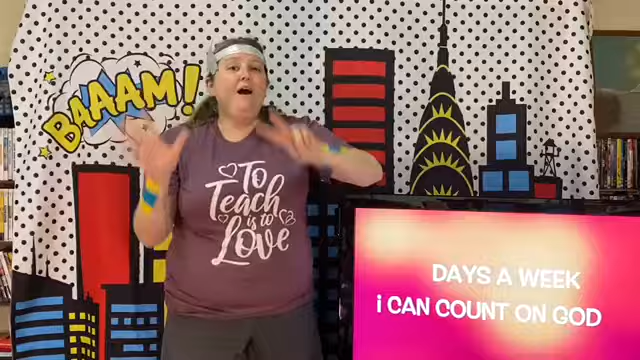 BAAAM!
To
Teach
is to
Love
DAYS A WEEK
i CAN COUNT ON GOD